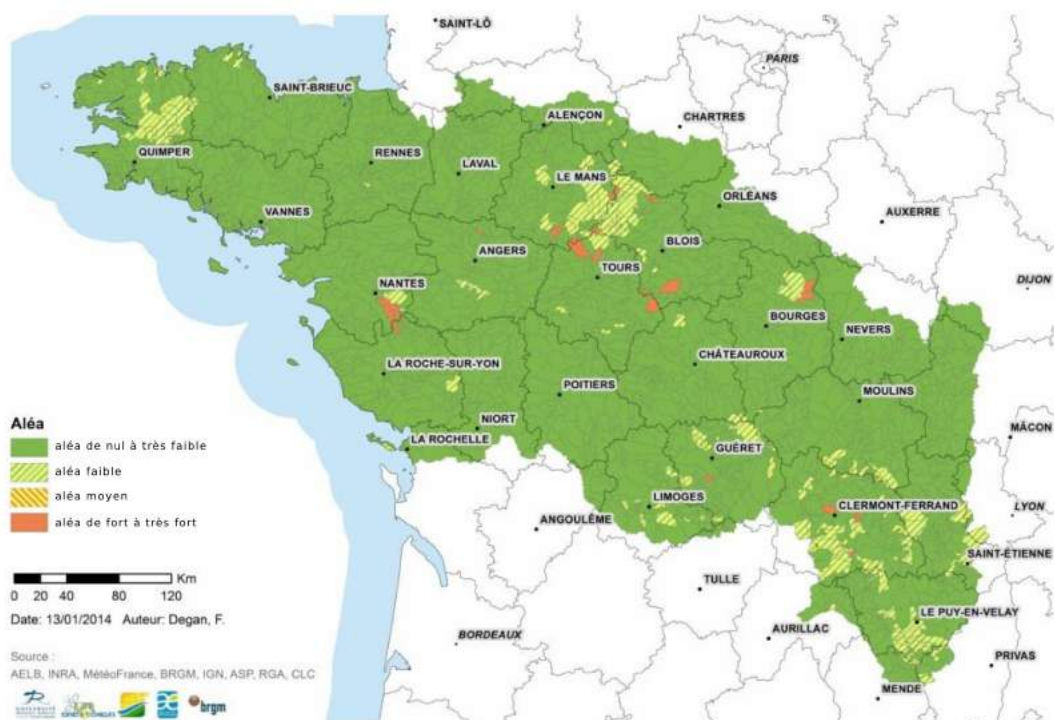 SAINT-LÔ
PARIS
SAINT-BRIEUC
ALENÇON
CHARTRES
QUIMPER
RENNES
LAVAL
LE MANS
ORLÉANS
AUXERRE
VANNES
ANGERS
BLOIS
TOURS
DIJON
NANTES
BOURGES
NEVERS
LA ROCHE-SUR-YON
CHÂTEAUROUX
POITIERS
MOULINS
NIORT
MÂCON
LA ROCHELLE
GUÉRET
LIMOGES
CLERMONT-FERRAND
LYON
ANGOULÊME
SAINT-ÉTIENNE
TULLE
LE PUY-EN-VELAY
BORDEAUX
AURILLAC
PRIVAS
MENDE
Aléa
aléa de nul à très faible
aléa faible
aléa moyen
aléa de fort à très fort
Km
0 20 40 80 120
Date: 13/01/2014 Auteur: Degan, F.
Source :
AELB, INRA, MétéoFrance, BRGM, IGN, ASP, RGA, CLC
brgm